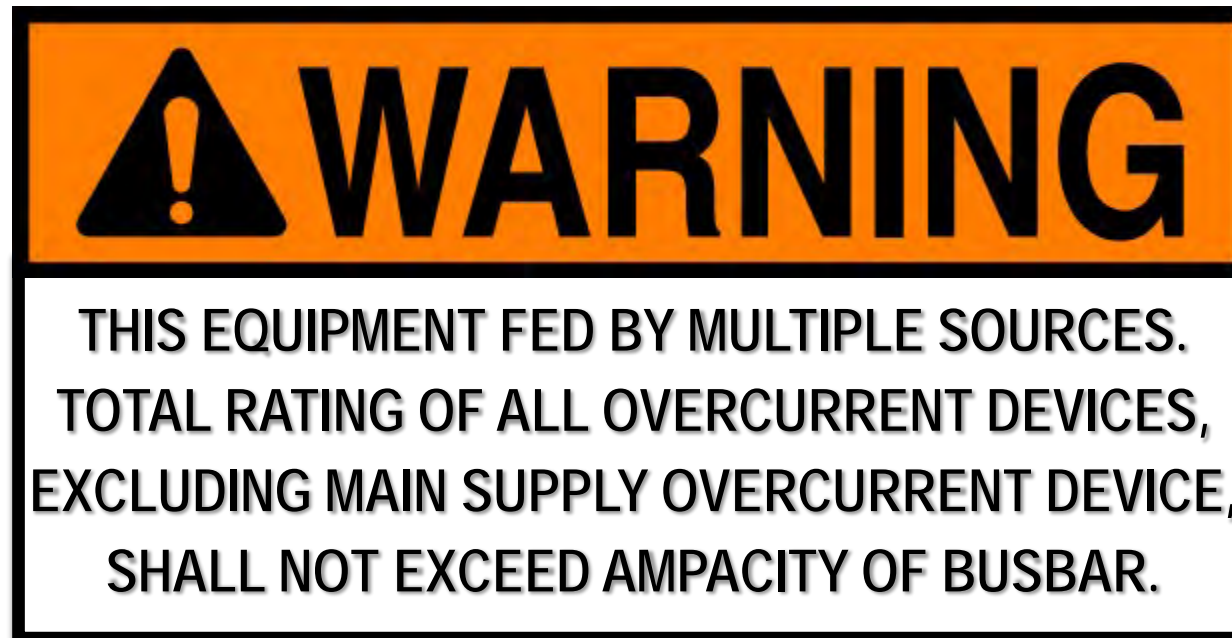 WARNING
THIS EQUIPMENT FED BY MULTIPLE SOURCES.
TOTAL RATING OF ALL OVERCURRENT DEVICES,
EXCLUDING MAIN SUPPLY OVERCURRENT DEVICE,
SHALL NOT EXCEED AMPACITY OF BUSBAR.